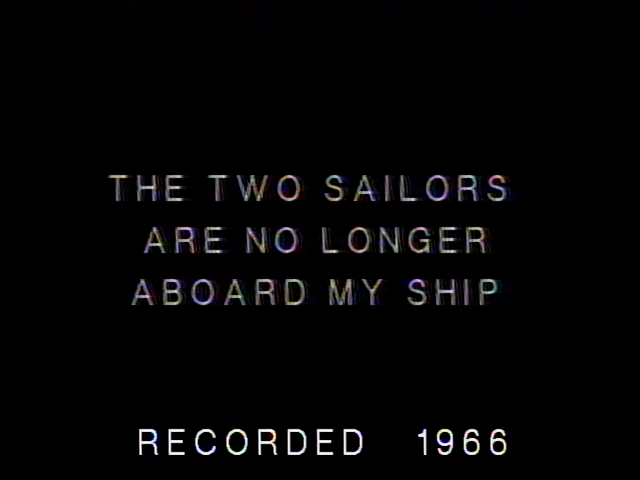 THE TWO SAILORS
ARE NO LONGER
ABOARD MY SHIP
RECORDED 1966